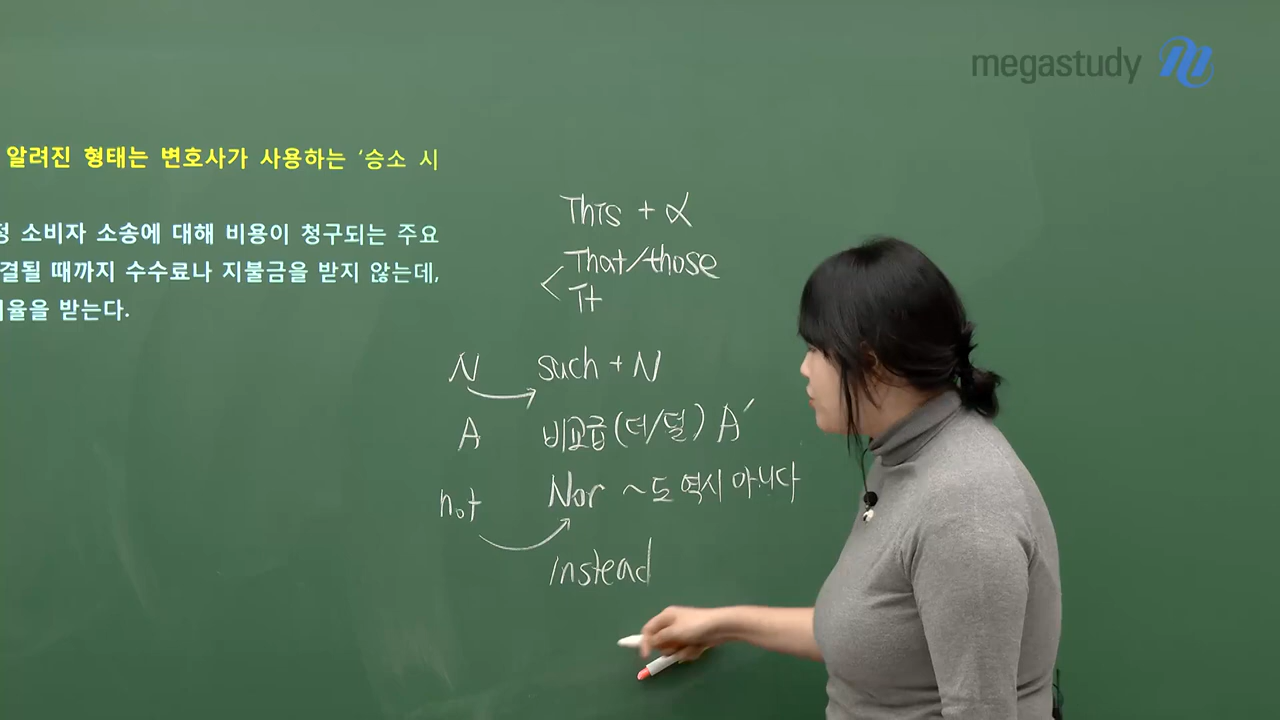 megastudy
알려진 형태는 변호사가 사용하는 '승소 시
정 소비자 소송에 대해 비용이 청구되는 주요
결될 때까지 수수료나 지불금을 받지 않는데,
율을 받는다.
This + α
That/those
It
N such + N
A 비교급(더/덜) A′
not Nor ~도 역시 아니다
instead